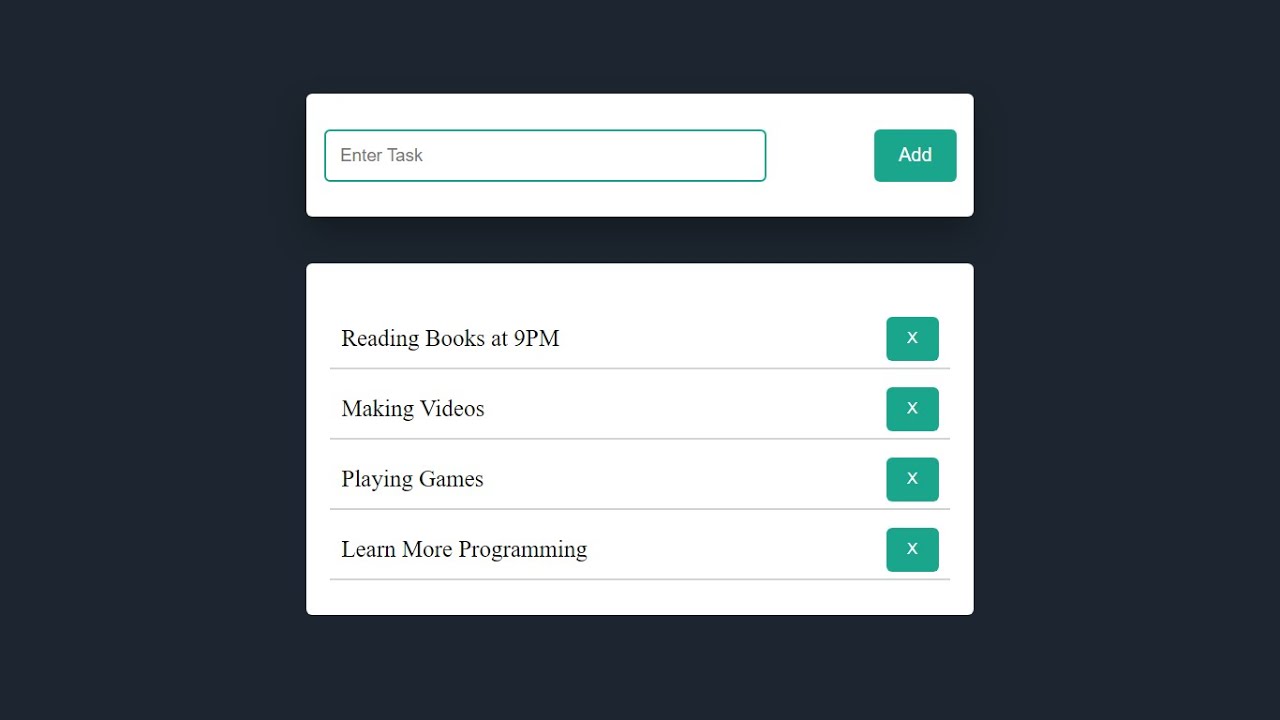 Enter Task
Add
Reading Books at 9PM
X
Making Videos
X
Playing Games
X
Learn More Programming
X